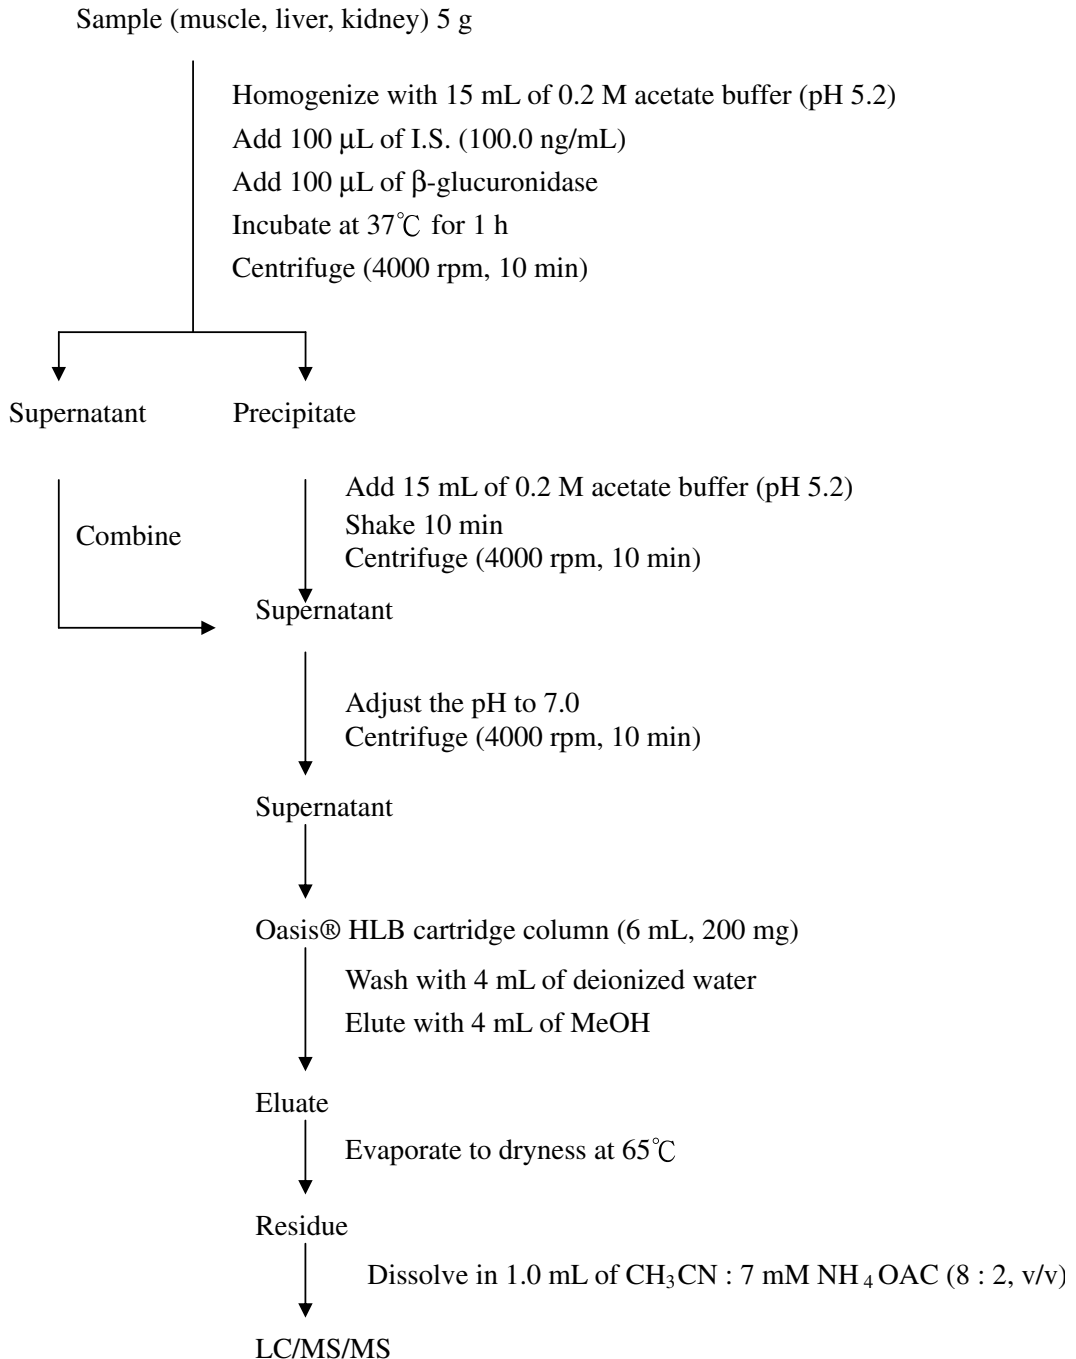 Sample (muscle, liver, kidney) 5 g
Homogenize with 15 mL of 0.2 M acetate buffer (pH 5.2)
Add 100 μL of I.S. (100.0 ng/mL)
Add 100 μL of β-glucuronidase
Incubate at 37℃ for 1 h
Centrifuge (4000 rpm, 10 min)
Supernatant Precipitate
Add 15 mL of 0.2 M acetate buffer (pH 5.2)
Shake 10 min
Combine
Centrifuge (4000 rpm, 10 min)
Supernatant
Adjust the pH to 7.0
Centrifuge (4000 rpm, 10 min)
Supernatant
Oasis® HLB cartridge column (6 mL, 200 mg)
Wash with 4 mL of deionized water
Elute with 4 mL of MeOH
Eluate
Evaporate to dryness at 65℃
Residue
Dissolve in 1.0 mL of CH₃CN : 7 mM NH₄OAC (8 : 2, v/v)
LC/MS/MS